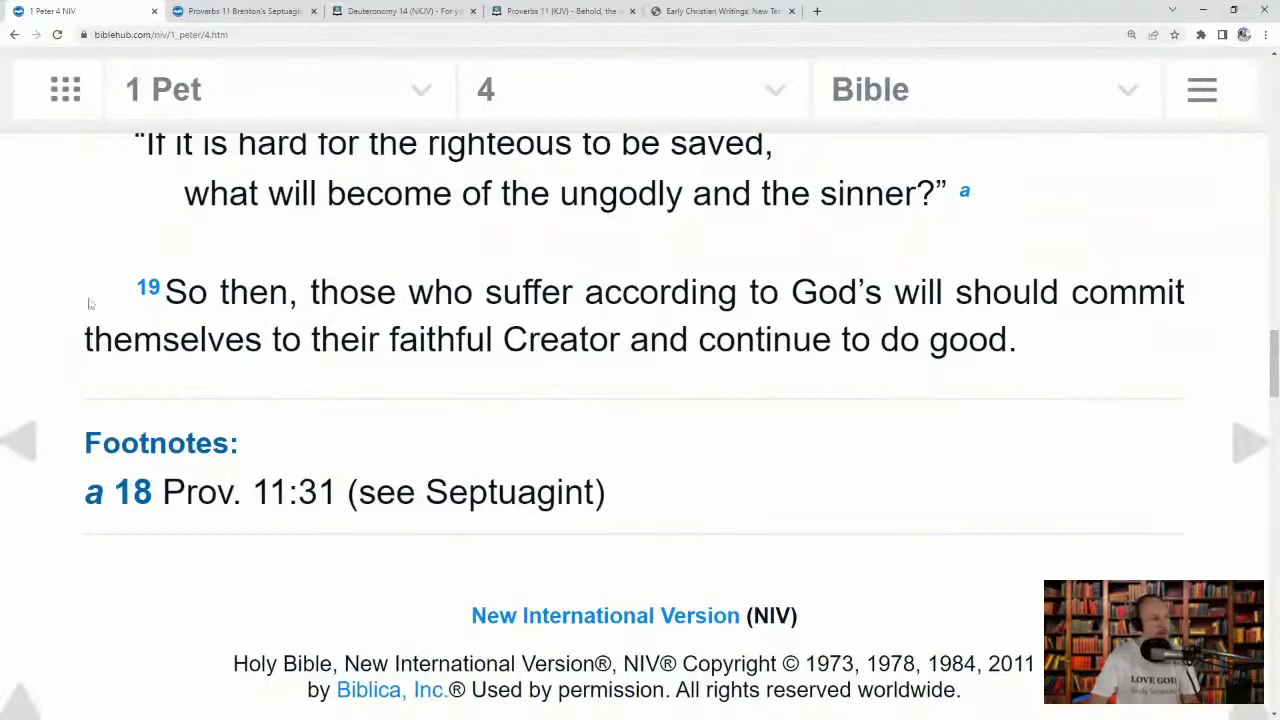 1 Peter 4 NIV
Proverbs 11 Brenton's Septuagin
Deuteronomy 14 (NKJV) - For yo
Proverbs 11 (KJV) - Behold, the r
Early Christian Writings: New Tes
biblehub.com/niv/1_peter/4.htm
1 Pet 4 Bible
"If it is hard for the righteous to be saved,
what will become of the ungodly and the sinner?” a
19 So then, those who suffer according to God’s will should commit
themselves to their faithful Creator and continue to do good.
Footnotes:
a 18 Prov. 11:31 (see Septuagint)
New International Version (NIV)
Holy Bible, New International Version®, NIV® Copyright © 1973, 1978, 1984, 2011
by Biblica, Inc.® Used by permission. All rights reserved worldwide.
LOVE GOD